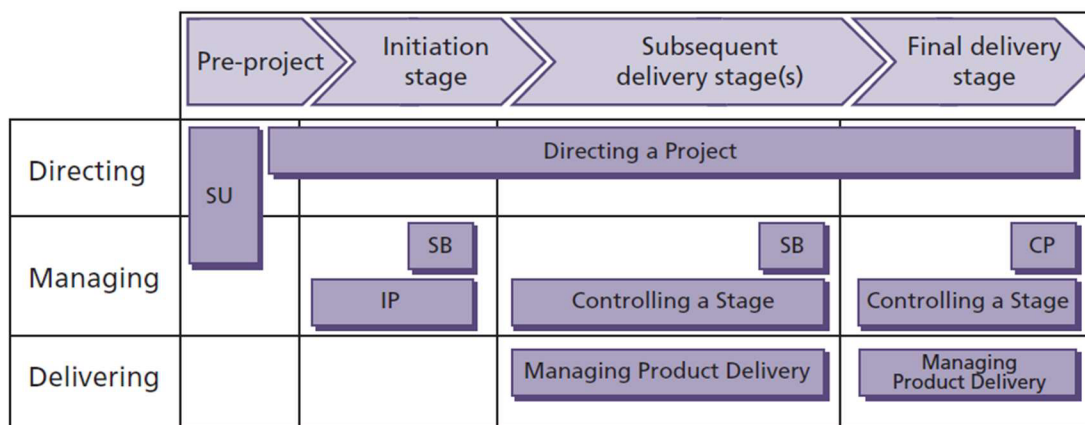 Pre-project
Initiation
stage
Subsequent
delivery stage(s)
Final delivery
stage
Directing
SU
Directing a Project
Managing
SB
SB
CP
IP
Controlling a Stage
Controlling a Stage
Delivering
Managing Product Delivery
Managing
Product Delivery